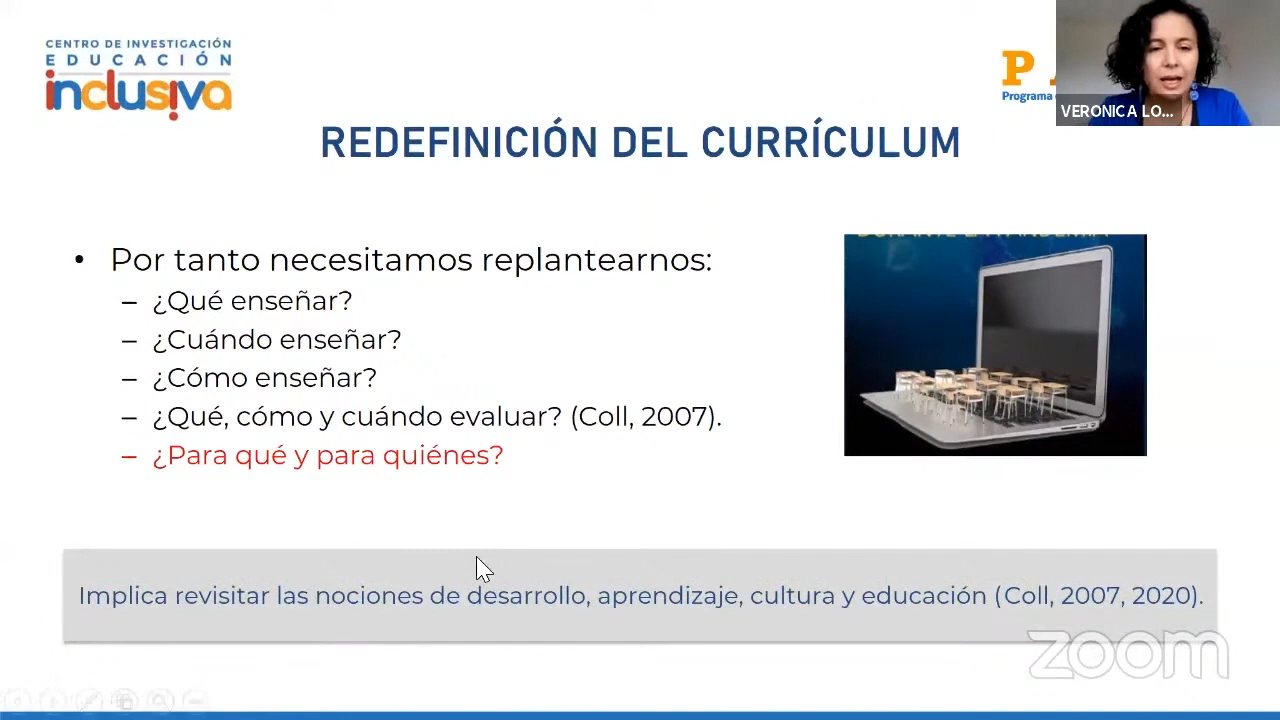 CENTRO DE INVESTIGACIÓN
EDUCACIÓN
inclusiva
Programa
VERONICA LO...
REDEFINICIÓN DEL CURRÍCULUM
• Por tanto necesitamos replantearnos:
– ¿Qué enseñar?
– ¿Cuándo enseñar?
– ¿Cómo enseñar?
– ¿Qué, cómo y cuándo evaluar? (Coll, 2007).
– ¿Para qué y para quiénes?
Implica revisitar las nociones de desarrollo, aprendizaje, cultura y educación (Coll, 2007, 2020).
zoom